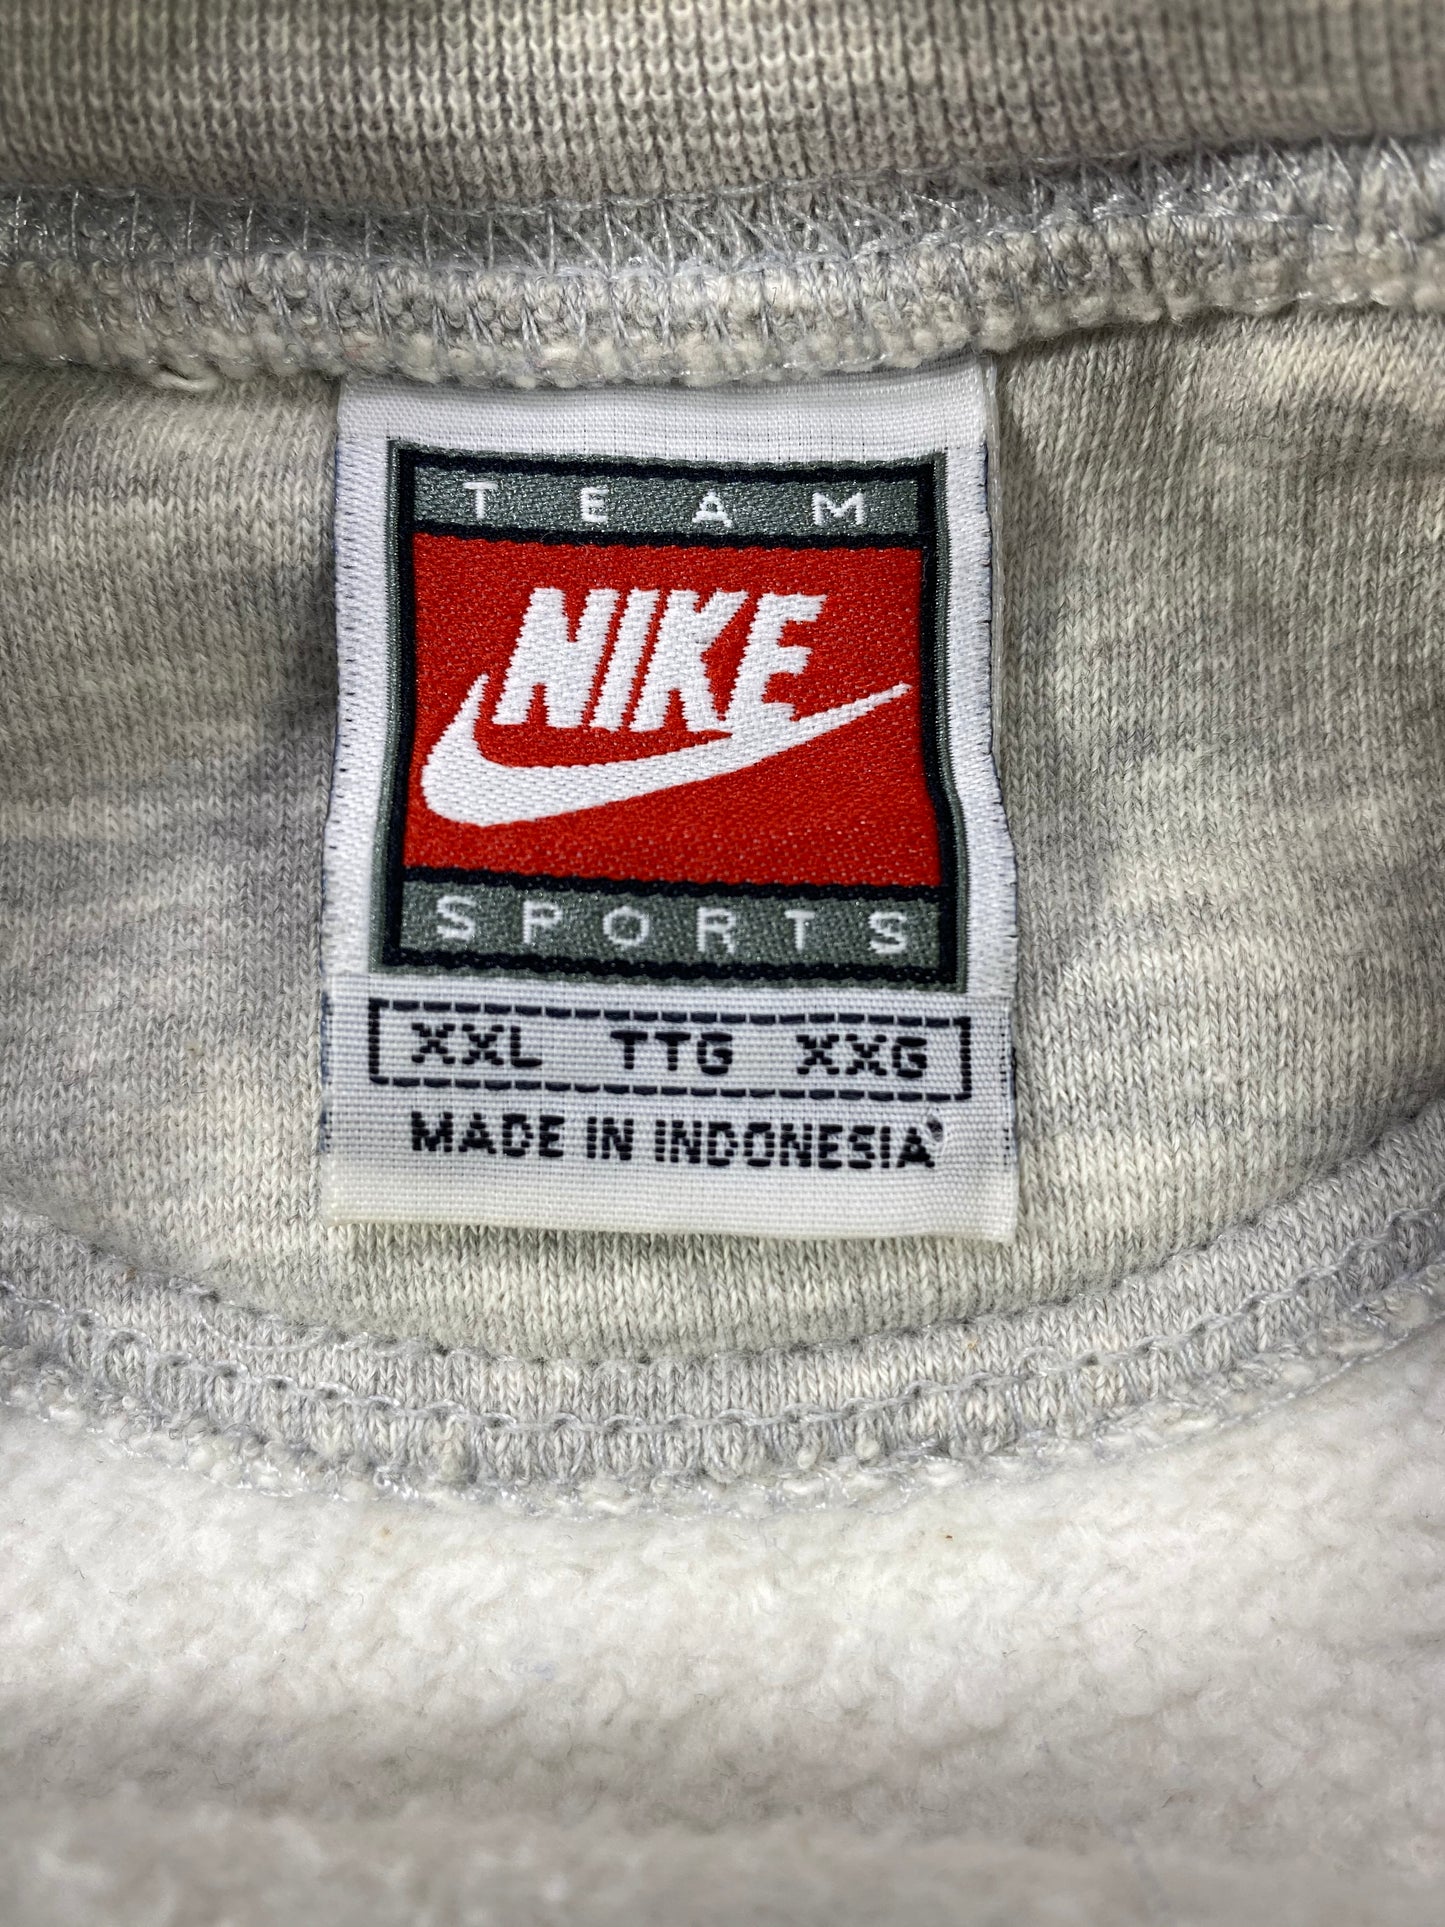 TEAM
NIKE
SPORTS
XXL TTG XXG
MADE IN INDONESIA